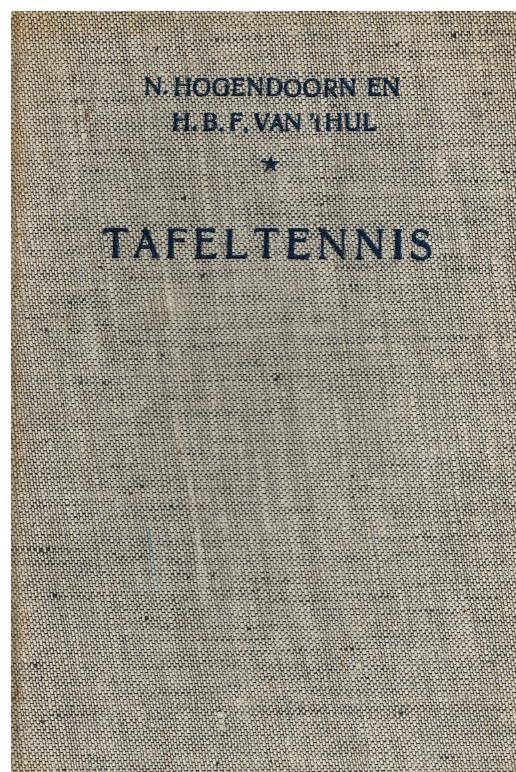 N. HOGENDOORN EN
H. B. F. VAN 'T HUL
★
TAFELTENNIS